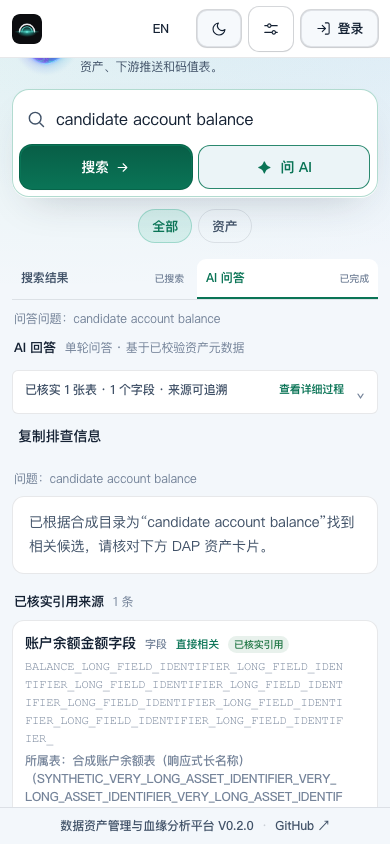 EN
登录
资产、下游推送和码值表。
candidate account balance
搜索 →
问 AI
全部
资产
搜索结果
已搜索
AI 问答
已完成
问答问题：candidate account balance
AI 回答 单轮问答 · 基于已校验资产元数据
已核实 1 张表 · 1 个字段 · 来源可追溯
查看详细过程
复制排查信息
问题：candidate account balance
已根据合成目录为“candidate account balance”找到
相关候选，请核对下方 DAP 资产卡片。
已核实引用来源 1 条
账户余额金额字段 字段 直接相关 已核实引用
BALANCE_LONG_FIELD_IDENTIFIER_LONG_FIELD_IDEN
TIFIER_LONG_FIELD_IDENTIFIER_LONG_FIELD_IDENT
IFIER_LONG_FIELD_IDENTIFIER_LONG_FIELD_IDENTI
FIER_LONG_FIELD_IDENTIFIER_LONG_FIELD_IDENTIF
IER_
所属表：合成账户余额表（响应式长名称）
（SYNTHETIC_VERY_LONG_ASSET_IDENTIFIER_VERY_
LONG_ASSET_IDENTIFIER_VERY_LONG_ASSET_IDENTIF
数据资产管理与血缘分析平台 V0.2.0 · GitHub ↗